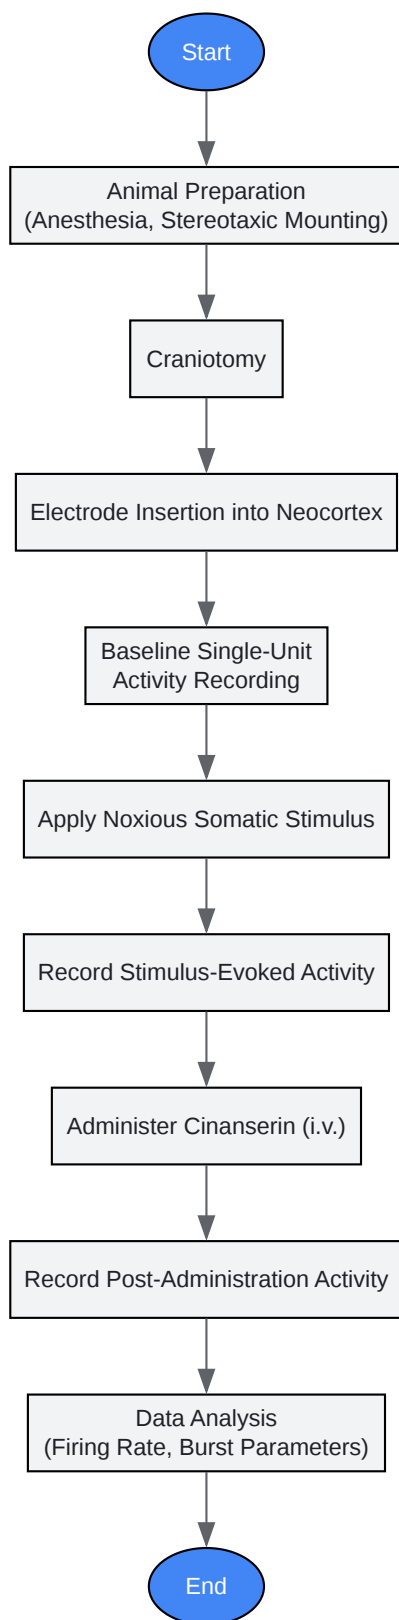 Start
Animal Preparation
(Anesthesia, Stereotaxic Mounting)
Craniotomy
Electrode Insertion into Neocortex
Baseline Single-Unit
Activity Recording
Apply Noxious Somatic Stimulus
Record Stimulus-Evoked Activity
Administer Cinanserin (i.v.)
Record Post-Administration Activity
Data Analysis
(Firing Rate, Burst Parameters)
End